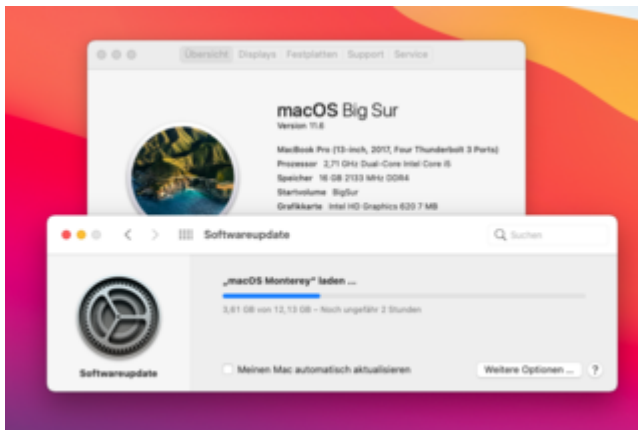 Übersicht Displays Festplatten Support Service
macOS Big Sur
Version 11.6
MacBook Pro (13-inch, 2017, Four Thunderbolt 3 Ports)
Prozessor 2,71 GHz Dual-Core Intel Core i5
Speicher 16 GB 2133 MHz DDR4
Startvolume BigSur
Grafikkarte Intel HD Graphics 620 7 MB
Softwareupdate
Suchen
„macOS Monterey“ laden ...
3,61 GB von 12,13 GB – Noch ungefähr 2 Stunden
Softwareupdate
Meinen Mac automatisch aktualisieren
Weitere Optionen ...
?